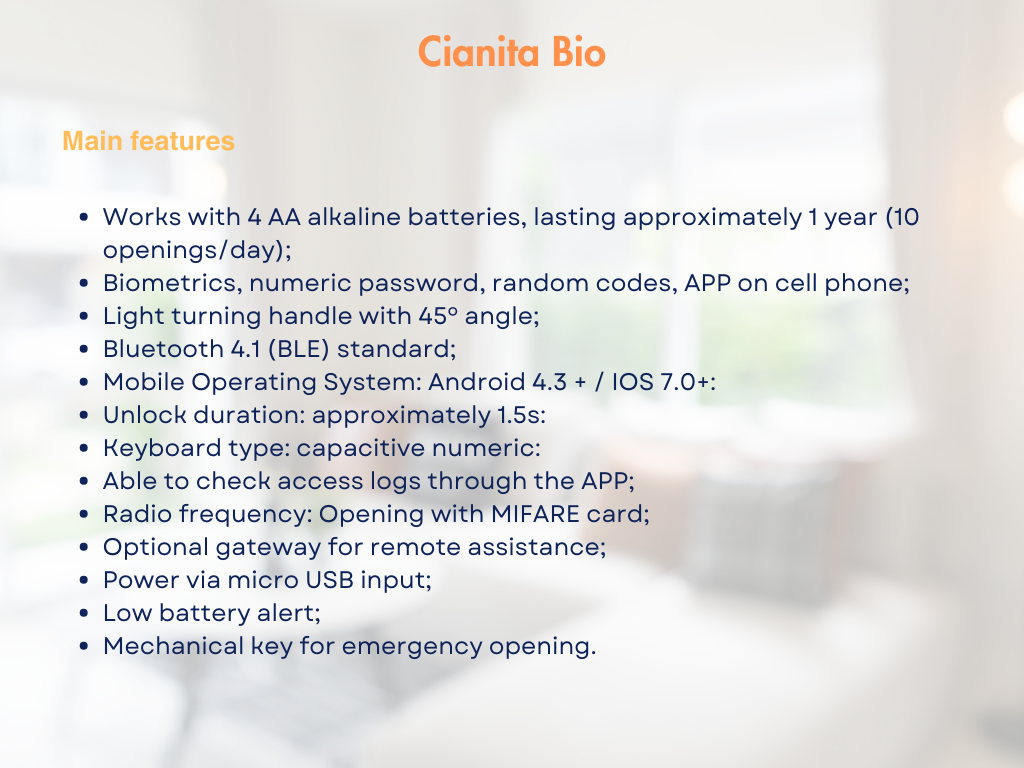 Cianita Bio
Main features
• Works with 4 AA alkaline batteries, lasting approximately 1 year (10
openings/day);
• Biometrics, numeric password, random codes, APP on cell phone;
• Light turning handle with 45º angle;
• Bluetooth 4.1 (BLE) standard;
• Mobile Operating System: Android 4.3 + / IOS 7.0+:
• Unlock duration: approximately 1.5s:
• Keyboard type: capacitive numeric:
• Able to check access logs through the APP;
• Radio frequency: Opening with MIFARE card;
• Optional gateway for remote assistance;
• Power via micro USB input;
• Low battery alert;
• Mechanical key for emergency opening.